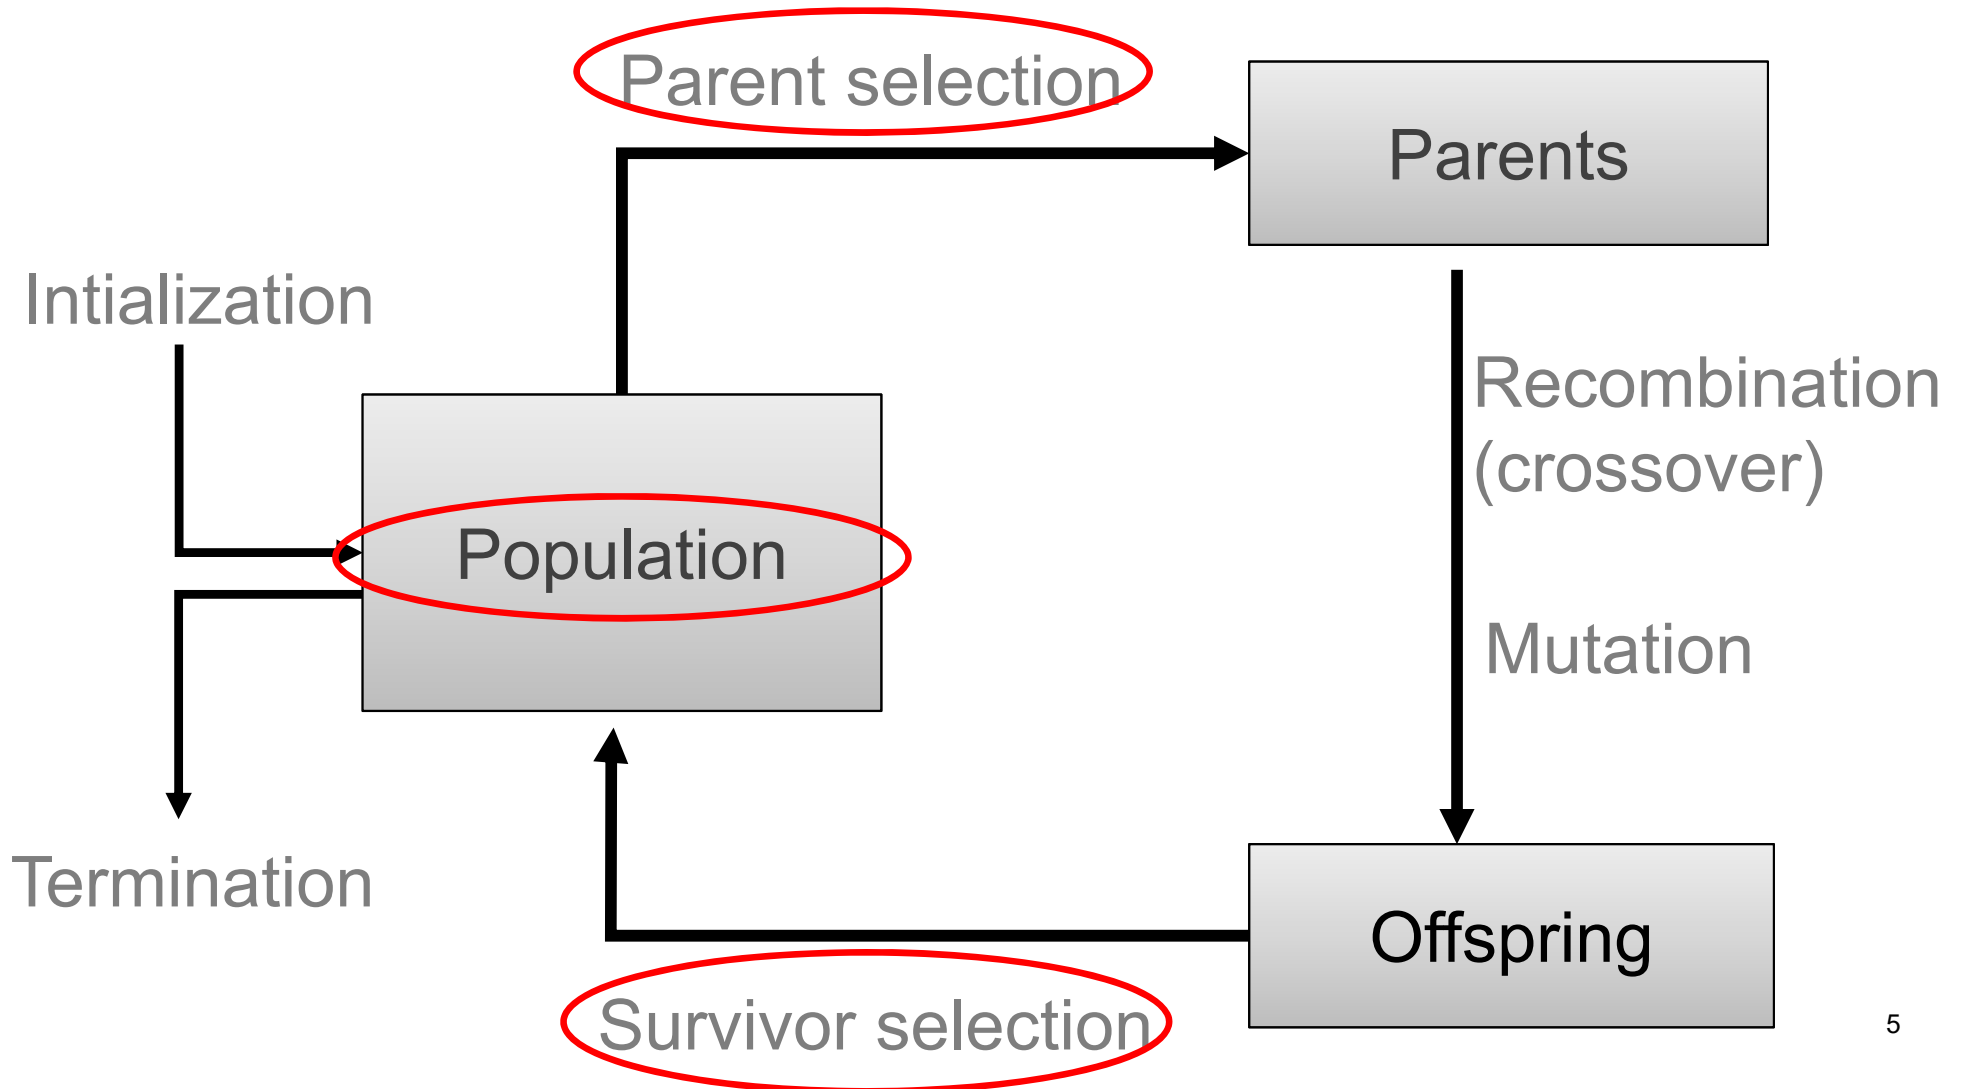 Parent selection
Parents
Intialization
Recombination
(crossover)
Population
Mutation
Termination
Offspring
Survivor selection
5